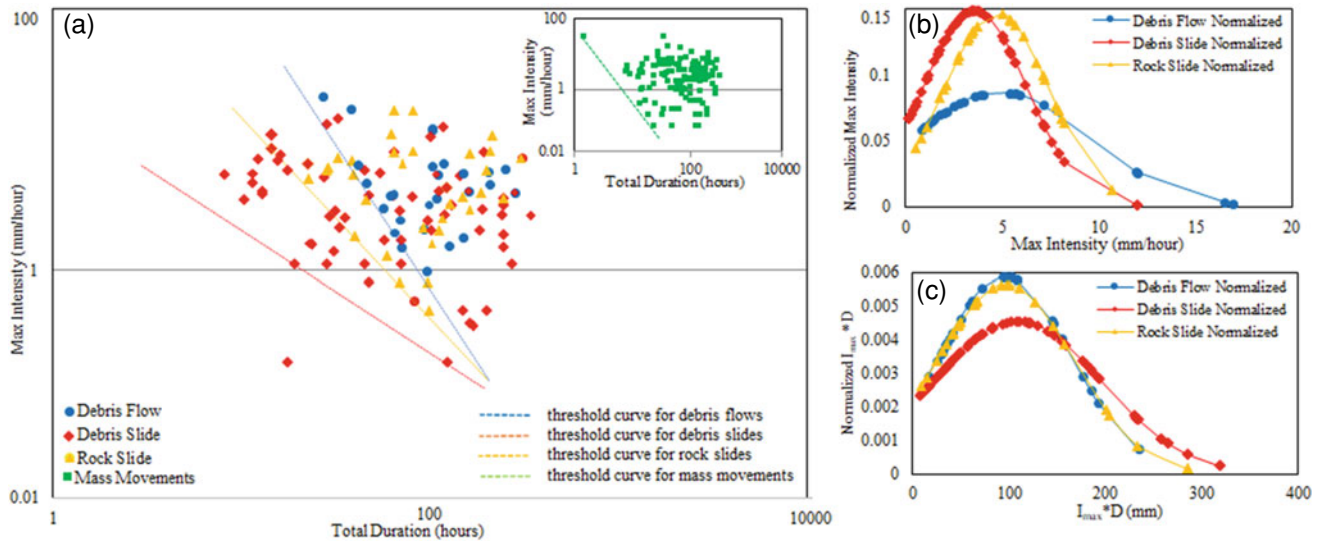 (a)
100
1
0.01
1
100
10000
Max Intensity (mm/hour)
Total Duration (hours)
Debris Flow
Debris Slide
Rock Slide
Mass Movements
threshold curve for debris flows
threshold curve for debris slides
threshold curve for rock slides
threshold curve for mass movements
Max Intensity
(mm/hour)
100
1
0.01
1
100
10000
Total Duration (hours)
(b)
Normalized Max Intensity
0.15
0.1
0.05
0
0
5
10
15
20
Max Intensity (mm/hour)
Debris Flow Normalized
Debris Slide Normalized
Rock Slide Normalized
(c)
Normalized Imax*D
0.006
0.005
0.004
0.003
0.002
0.001
0
0
100
200
300
400
Imax*D (mm)
Debris Flow Normalized
Debris Slide Normalized
Rock Slide Normalized